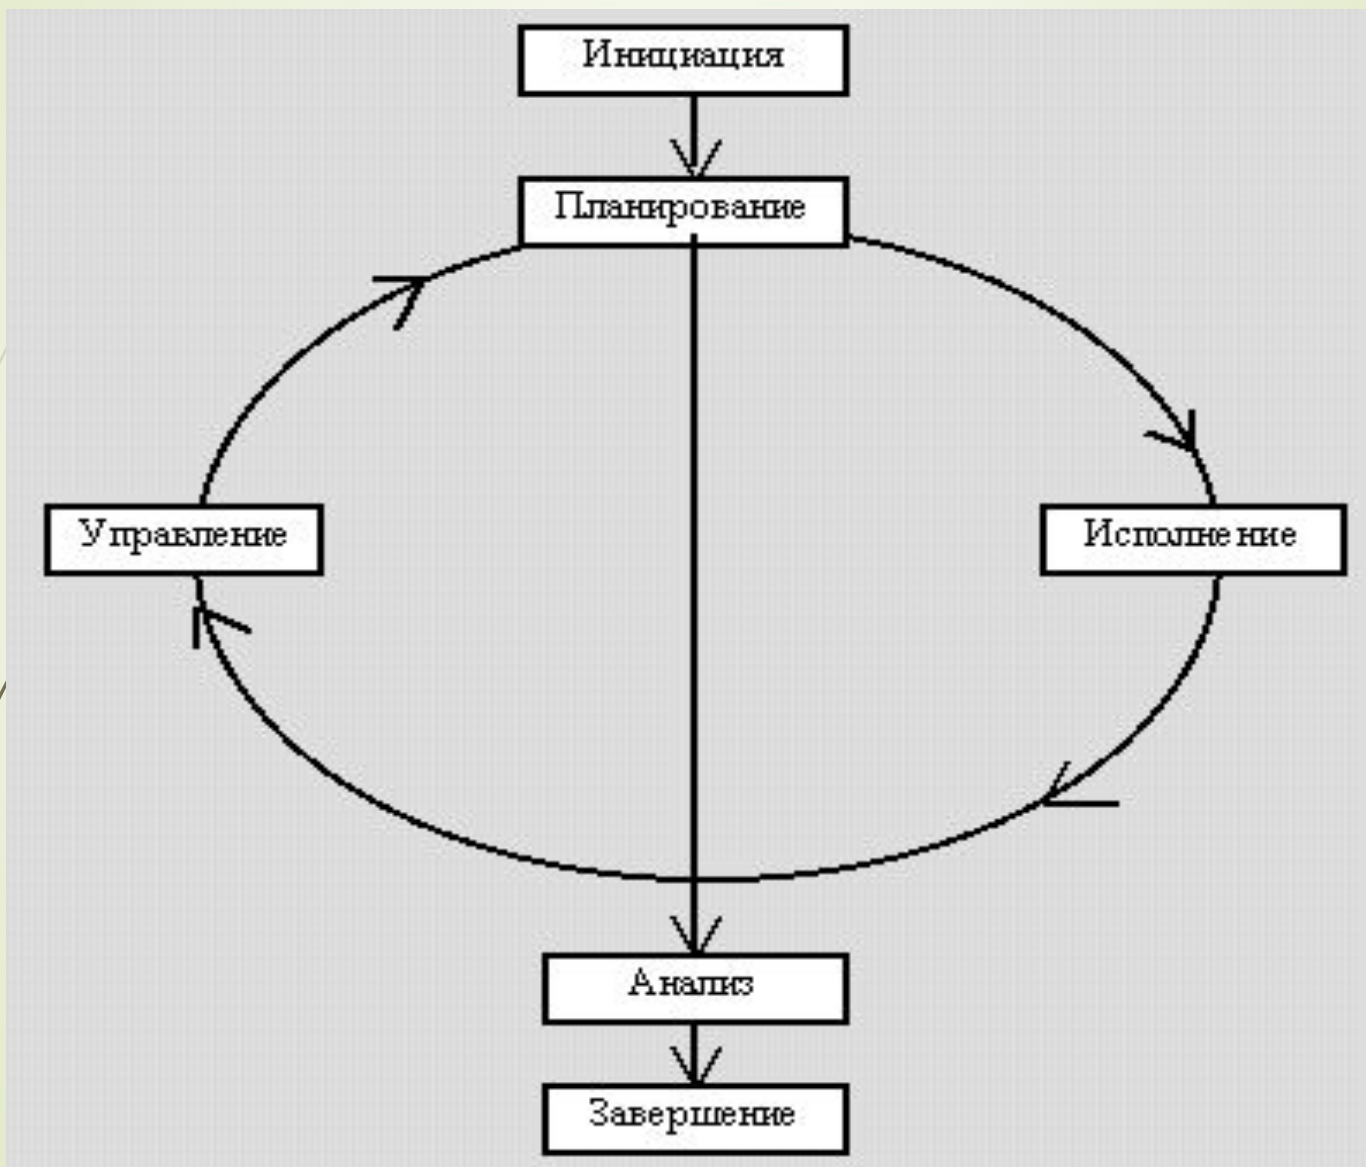 Инициация
Планирование
Управление
Исполнение
Анализ
Завершение